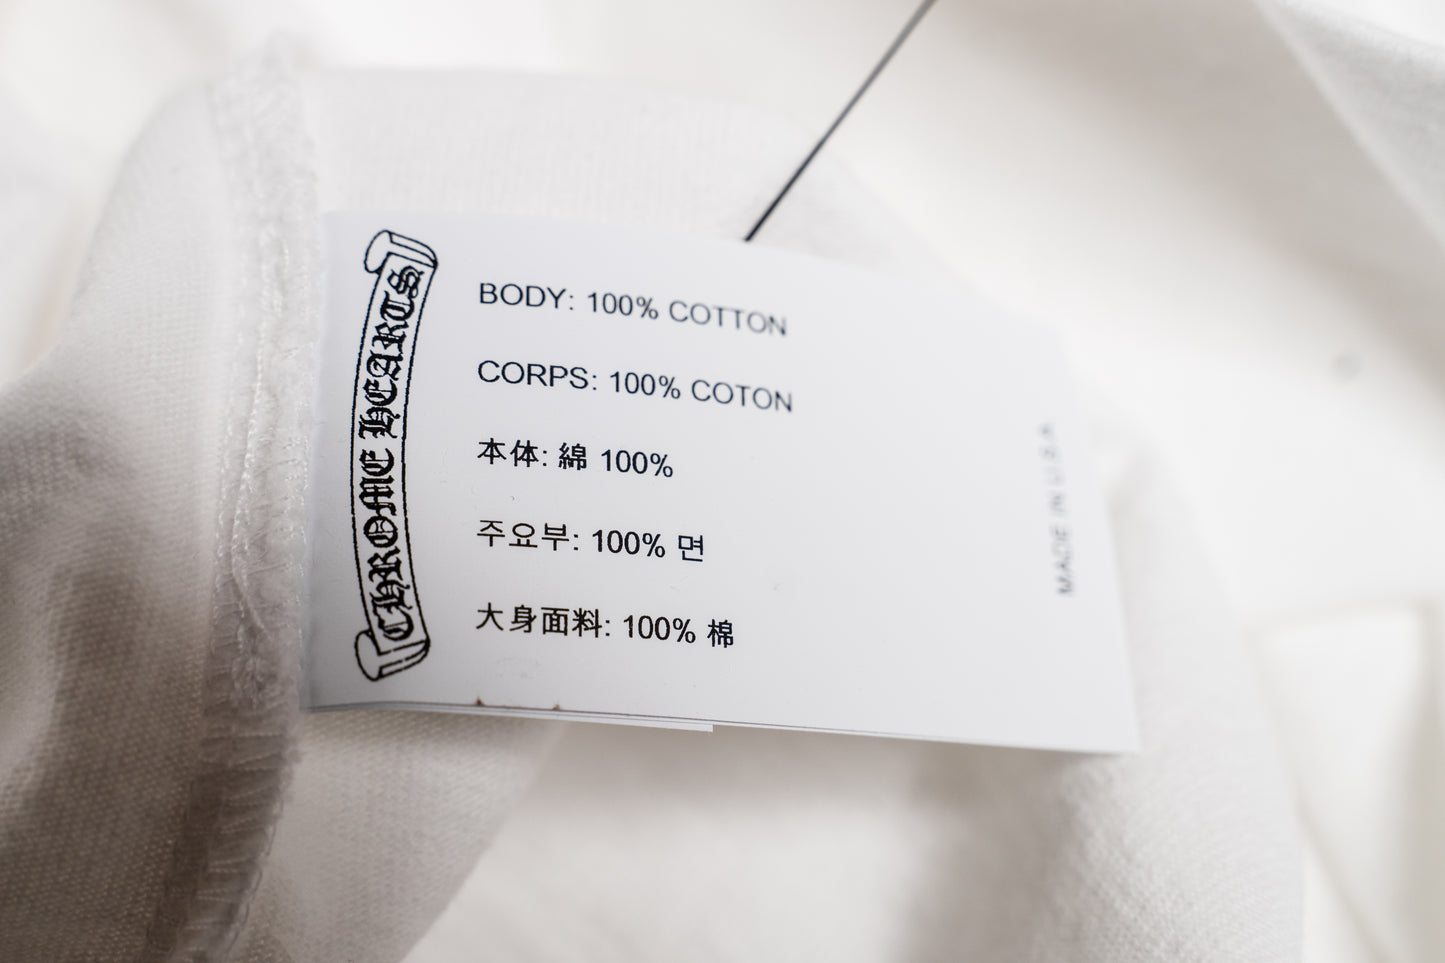 CHROME HEARTS
BODY: 100% COTTON
CORPS: 100% COTON
本体: 綿 100%
주요부: 100% 면
大身面料: 100% 棉
MADE IN U.S.A